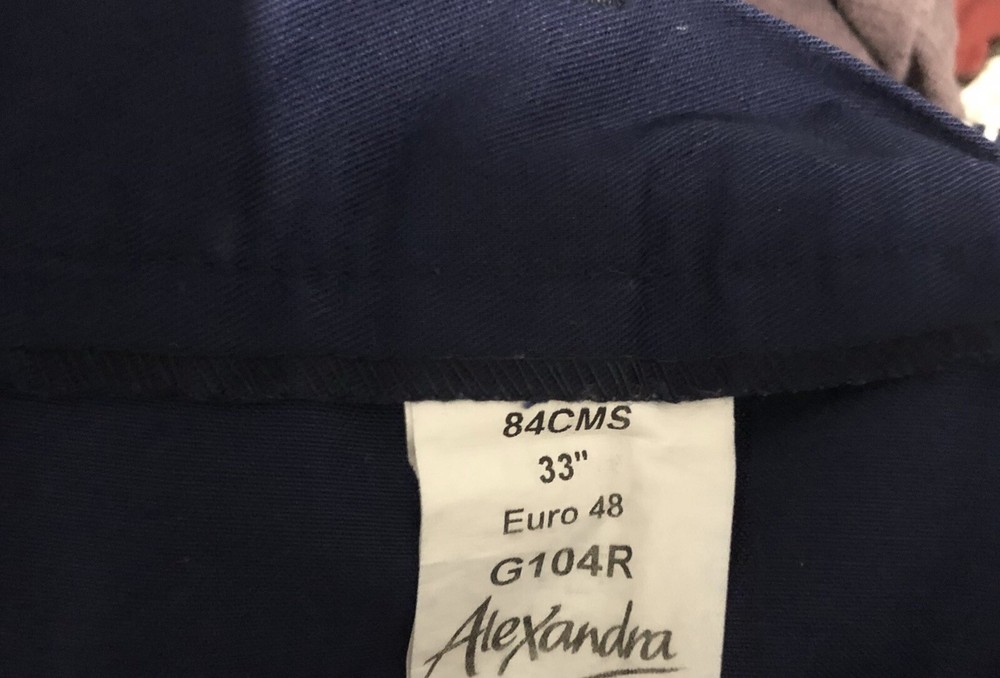 84CMS
33"
Euro 48
G104R
Alexandra